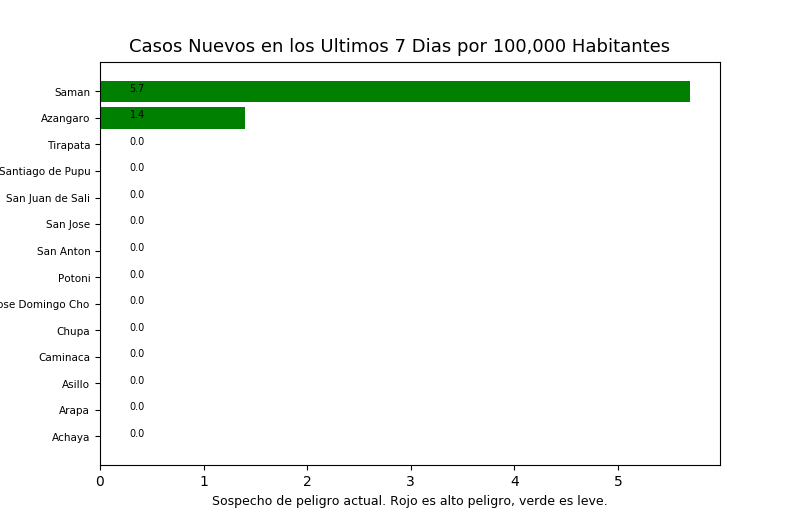 Casos Nuevos en los Ultimos 7 Dias por 100,000 Habitantes
Saman 5.7
Azangaro 1.4
Tirapata 0.0
Santiago de Pupu 0.0
San Juan de Sali 0.0
San Jose 0.0
San Anton 0.0
Potoni 0.0
ose Domingo Cho 0.0
Chupa 0.0
Caminaca 0.0
Asillo 0.0
Arapa 0.0
Achaya 0.0
0 1 2 3 4 5
Sospecho de peligro actual. Rojo es alto peligro, verde es leve.